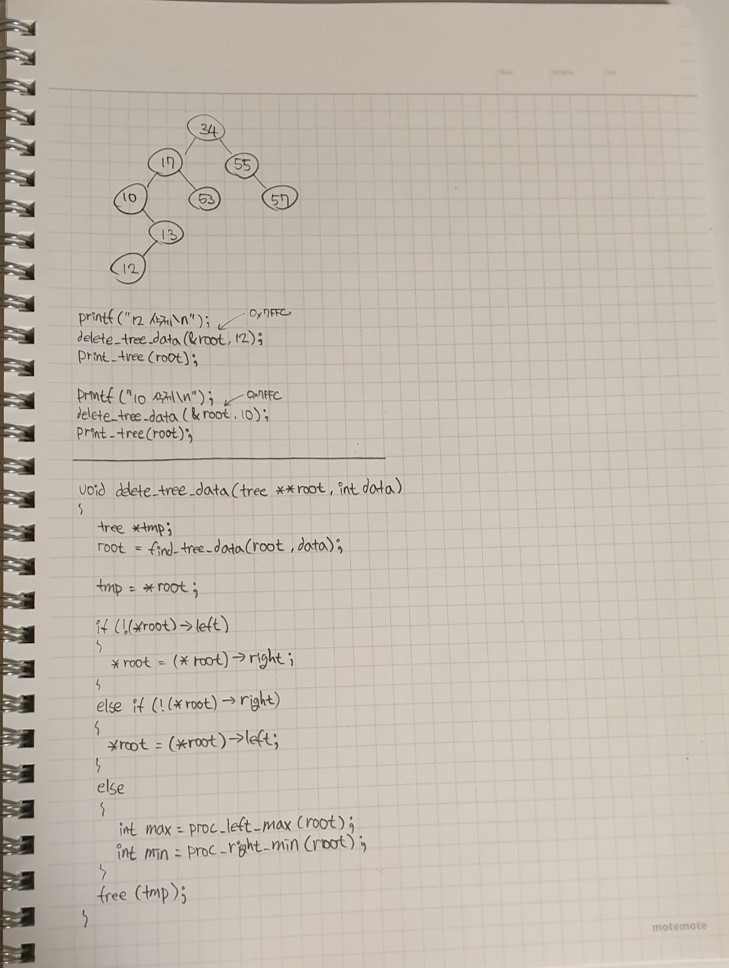 34
17
55
10
53
57
13
12
printf("12 삭제\n");
0x7FFC
delete_tree_data(&root, 12);
print_tree(root);
printf("10 삭제\n");
0x7FFC
delete_tree_data(&root, 10);
print_tree(root);
void delete_tree_data(tree **root, int data)
{
tree *tmp;
root = find_tree_data(root, data);
tmp = *root;
if (!(*root)->left)
{
*root = (*root)->right;
}
else if (!(*root)->right)
{
*root = (*root)->left;
}
else
{
int max = proc_left_max(root);
int min = proc_right_min(root);
}
free(tmp);
}
motemote